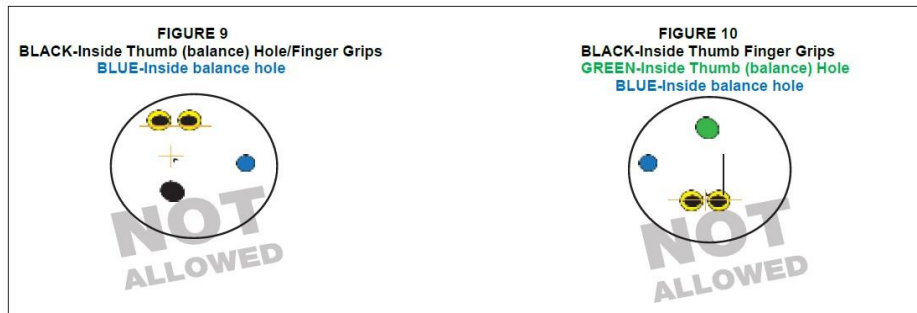 FIGURE 9
BLACK-Inside Thumb (balance) Hole/Finger Grips
BLUE-Inside balance hole
NOT
ALLOWED
FIGURE 10
BLACK-Inside Thumb Finger Grips
GREEN-Inside Thumb (balance) Hole
BLUE-Inside balance hole
NOT
ALLOWED